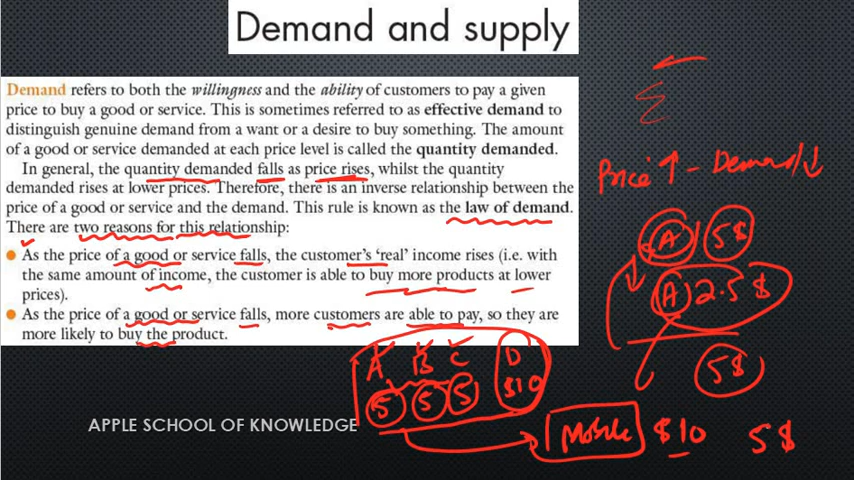 Demand and supply
Demand refers to both the willingness and the ability of customers to pay a given
price to buy a good or service. This is sometimes referred to as effective demand to
distinguish genuine demand from a want or a desire to buy something. The amount
of a good or service demanded at each price level is called the quantity demanded.
In general, the quantity demanded falls as price rises, whilst the quantity
demanded rises at lower prices. Therefore, there is an inverse relationship between the
price of a good or service and the demand. This rule is known as the law of demand.
There are two reasons for this relationship:
● As the price of a good or service falls, the customer's 'real' income rises (i.e. with
the same amount of income, the customer is able to buy more products at lower
prices).
● As the price of a good or service falls, more customers are able to pay, so they are
more likely to buy the product.
Price ↑ - Demand ↓
A 5$
A 2.5$
5$
A B C D
5 5 5 $10
Mobile $10 5$
APPLE SCHOOL OF KNOWLEDGE